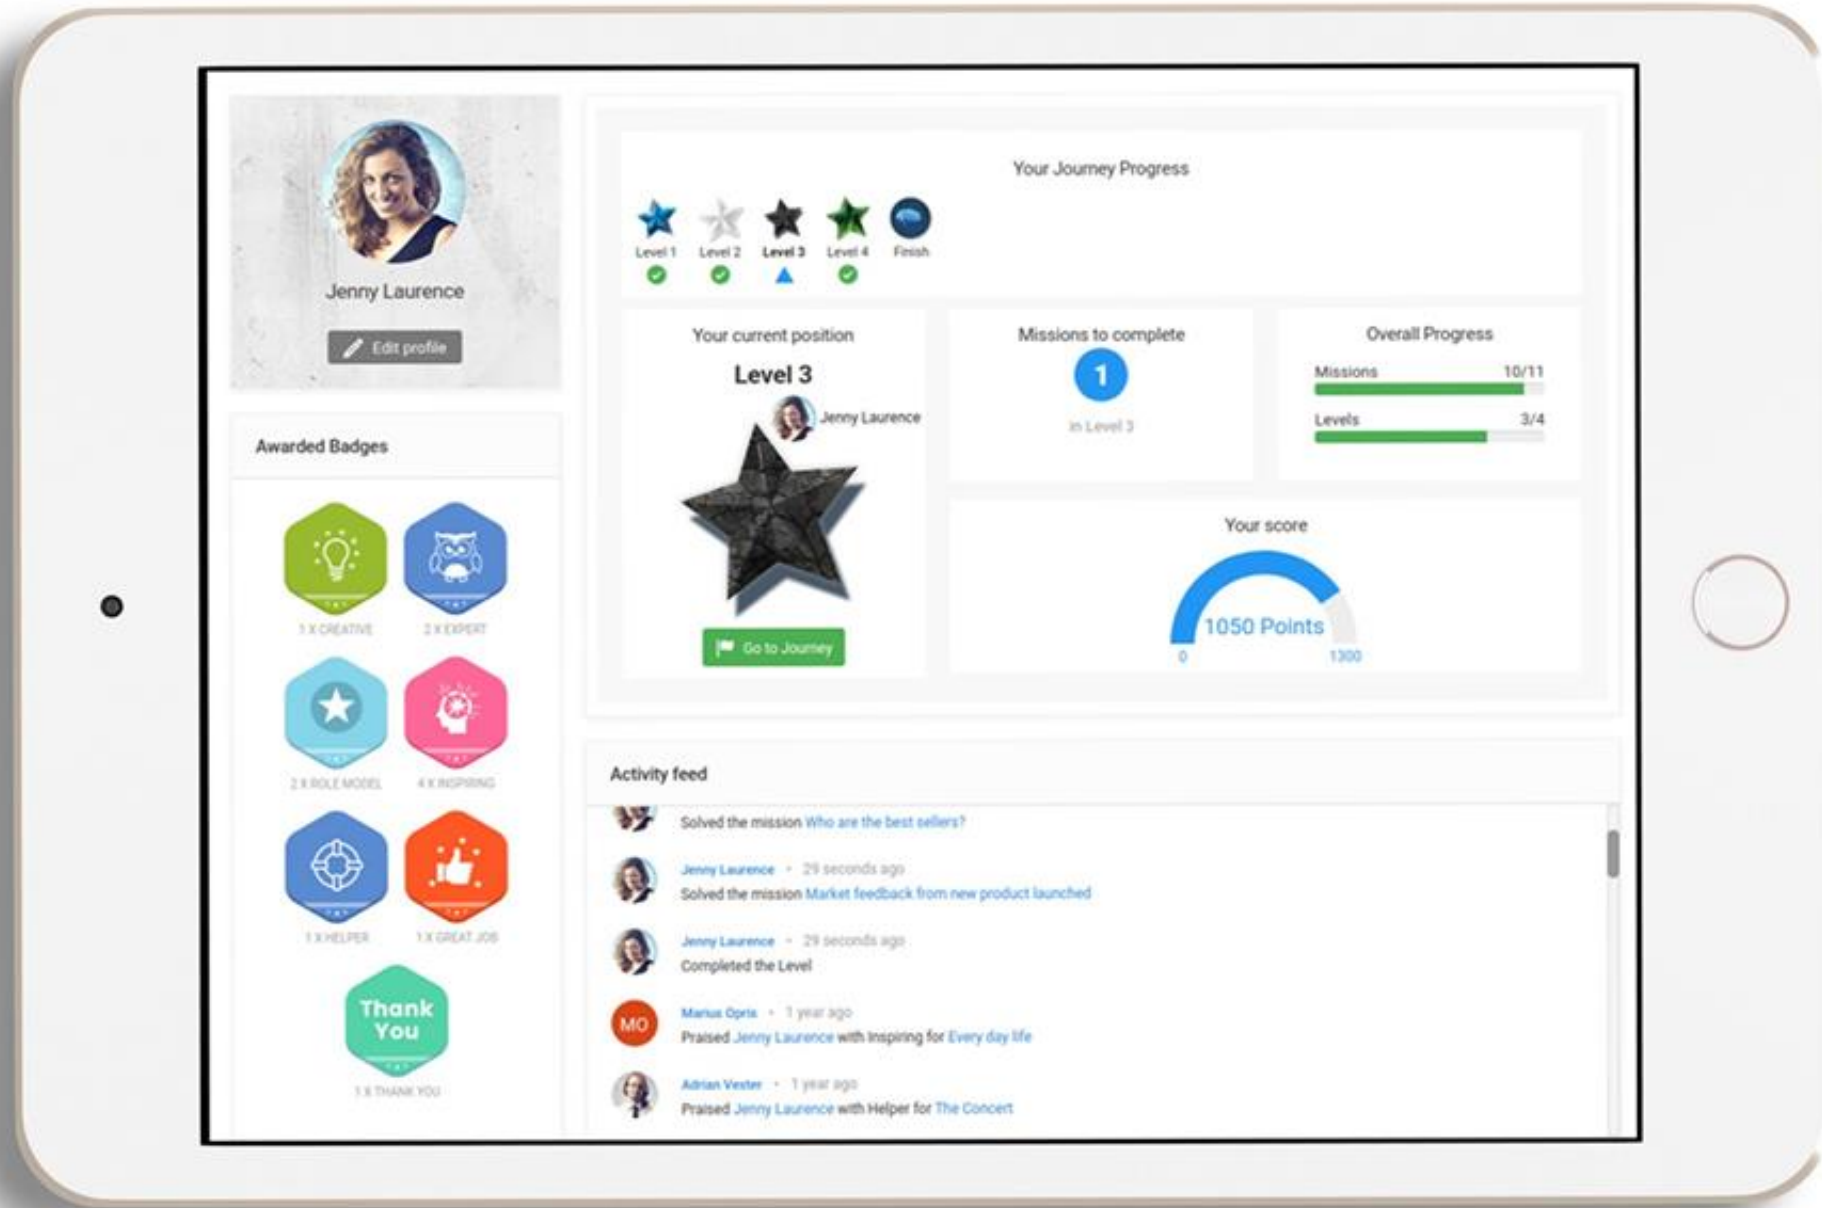 Jenny Laurence
Edit profile
Awarded Badges
1 X CREATIVE
2 X EXPERT
2 X ROLE MODEL
4 X INSPIRING
1 X HELPER
1 X GREAT JOB
Thank
You
1 X THANK YOU
Your Journey Progress
Level 1
Level 2
Level 3
Level 4
Finish
Your current position
Level 3
Jenny Laurence
Go to Journey
Missions to complete
1
in Level 3
Overall Progress
Missions 10/11
Levels 3/4
Your score
1050 Points
0 1300
Activity feed
Solved the mission Who are the best sellers?
Jenny Laurence • 29 seconds ago
Solved the mission Market feedback from new product launched
Jenny Laurence • 29 seconds ago
Completed the Level
MO
Marius Opris • 1 year ago
Praised Jenny Laurence with Inspiring for Every day life
Adrian Vester • 1 year ago
Praised Jenny Laurence with Helper for The Concert